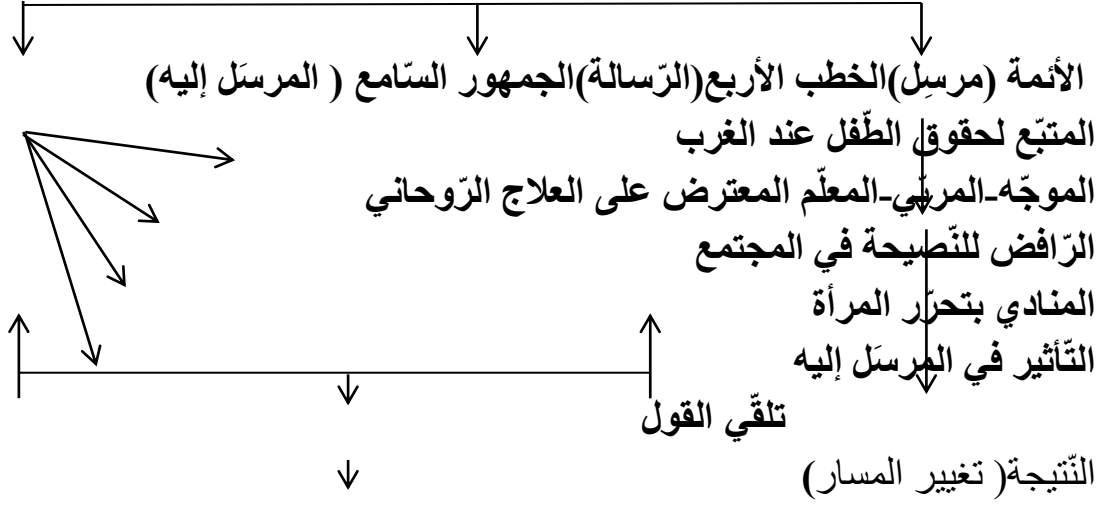 الأئمة (مرسِل)الخطب الأربع(الرّسالة)الجمهور السّامع ( المرسَل إليه)
المتبّع لحقوق الطّفل عند الغرب
الموجّه-المربّي-المعلّم المعترض على العلاج الرّوحاني
الرّافض للنّصيحة في المجتمع
المنادي بتحرّر المرأة
التّأثير في المرسَل إليه
تلقّي القول
النّتيجة( تغيير المسار)